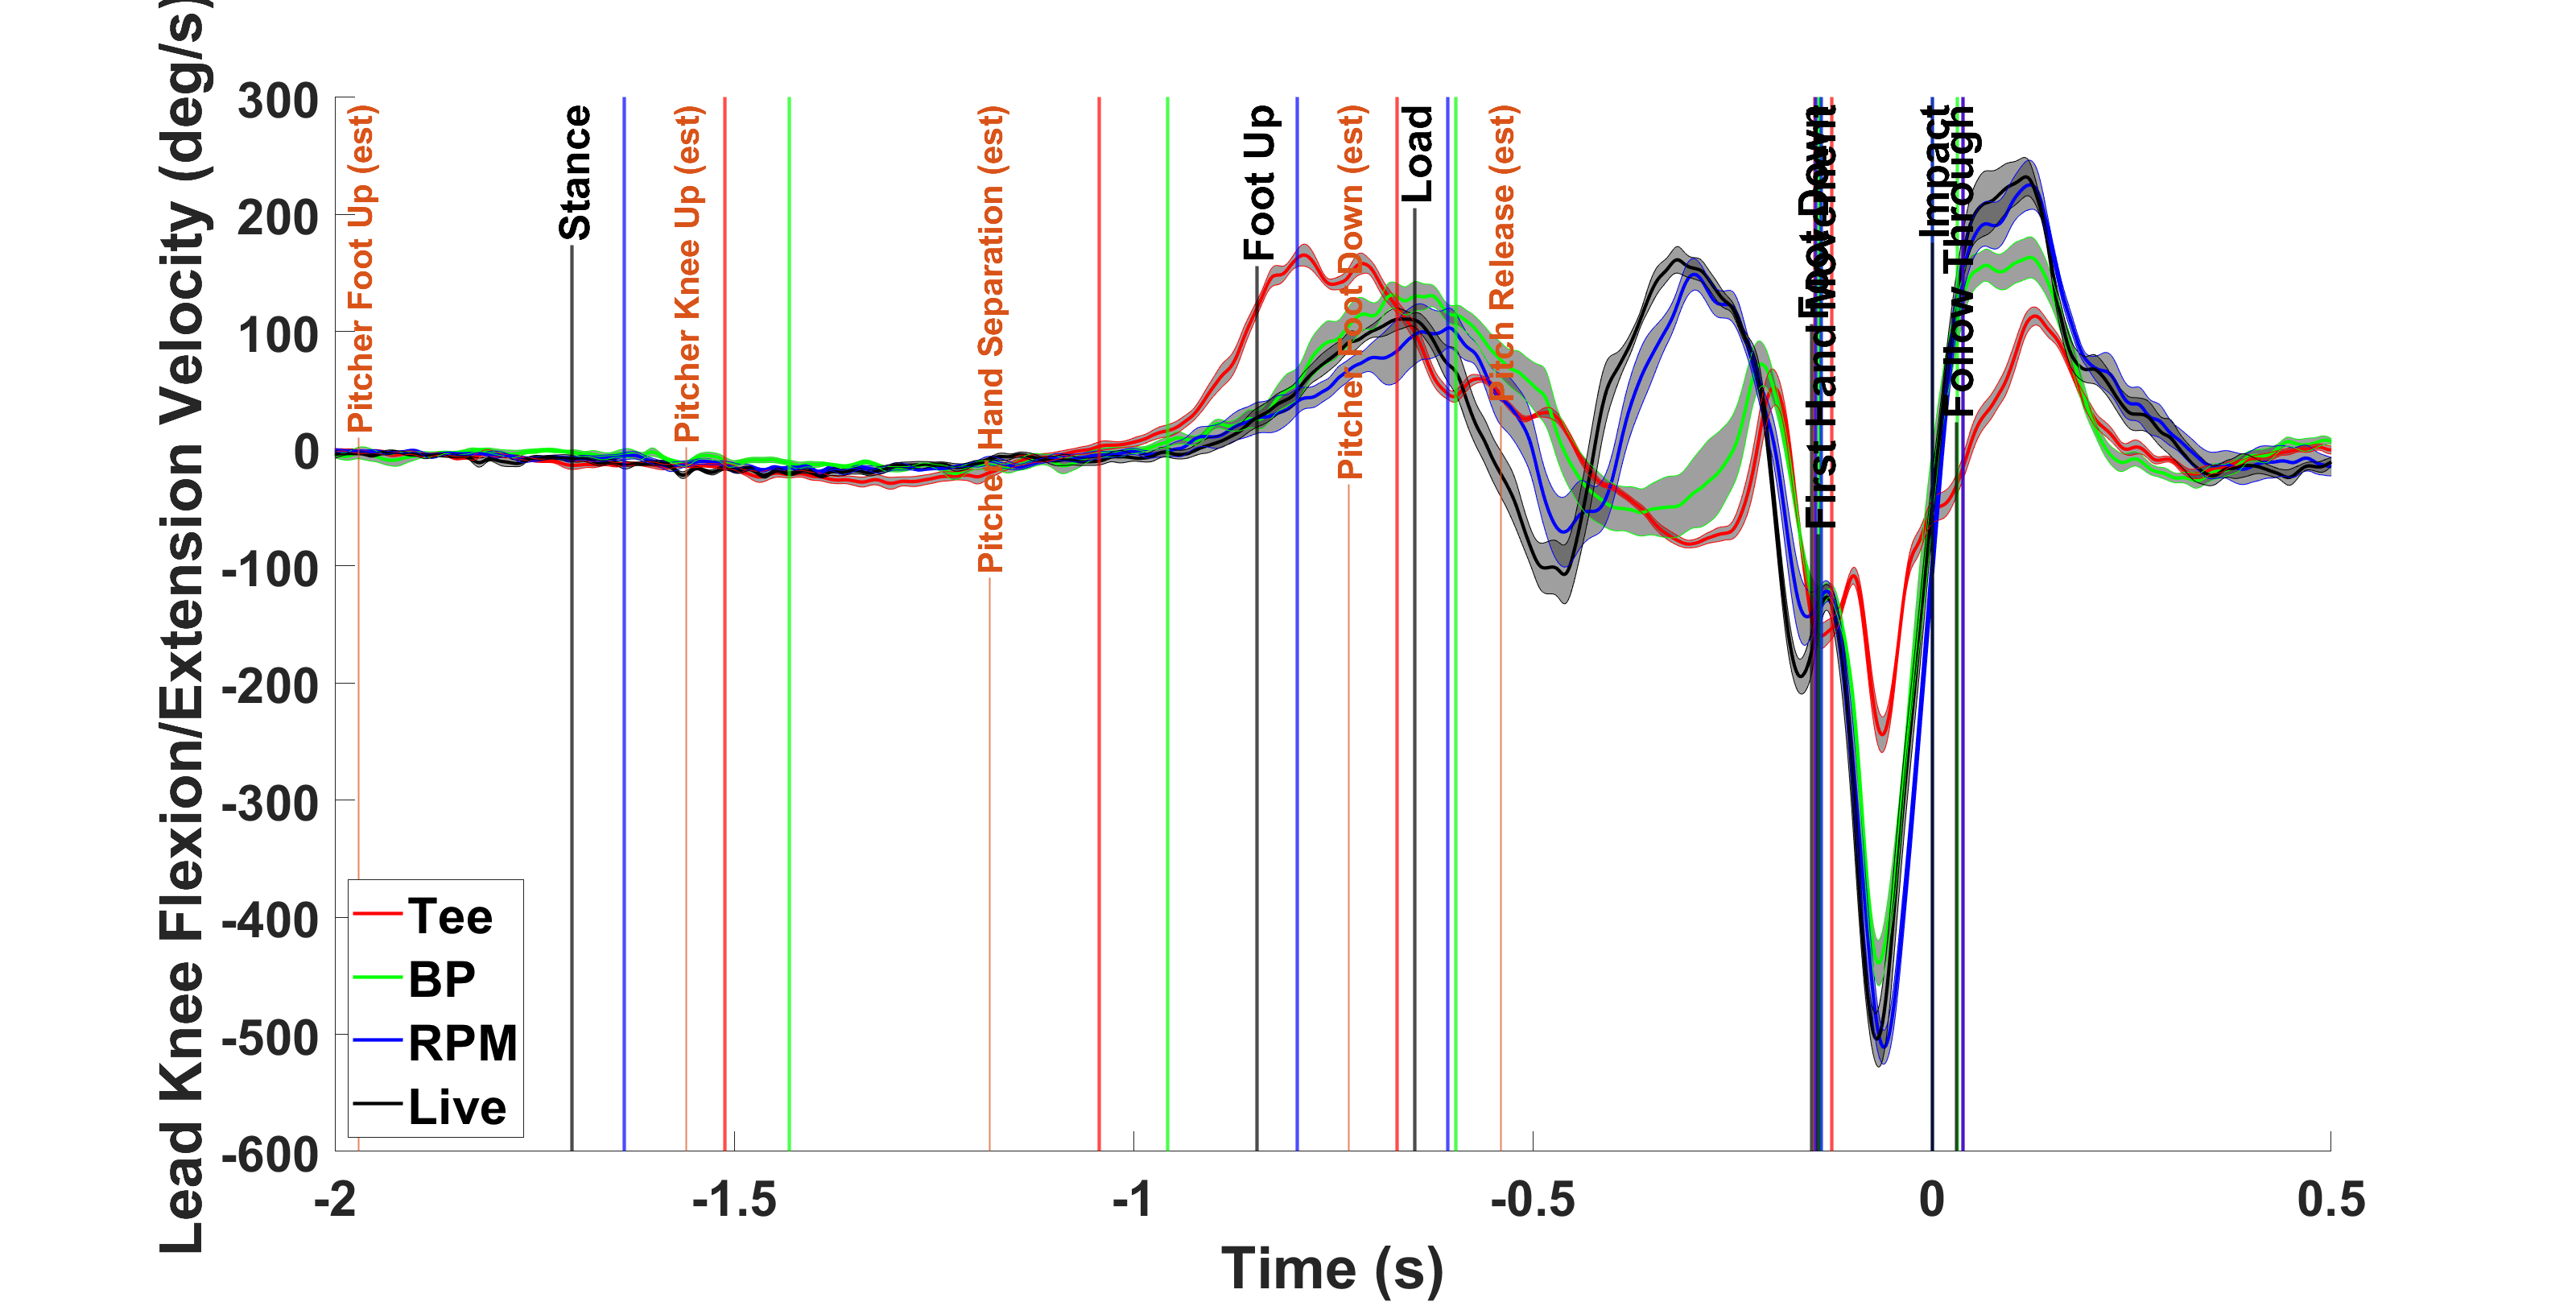 Lead Knee Flexion/Extension Velocity (deg/s)
300
200
100
0
-100
-200
-300
-400
-500
-600
Pitcher Foot Up (est)
Stance
Pitcher Knee Up (est)
Pitcher Hand Separation (est)
Foot Up
Pitcher Foot Down (est)
Load
Pitch Release (est)
Foot Down
First Hand Movement
Impact
Follow Through
Tee
BP
RPM
Live
-2
-1.5
-1
-0.5
0
0.5
Time (s)